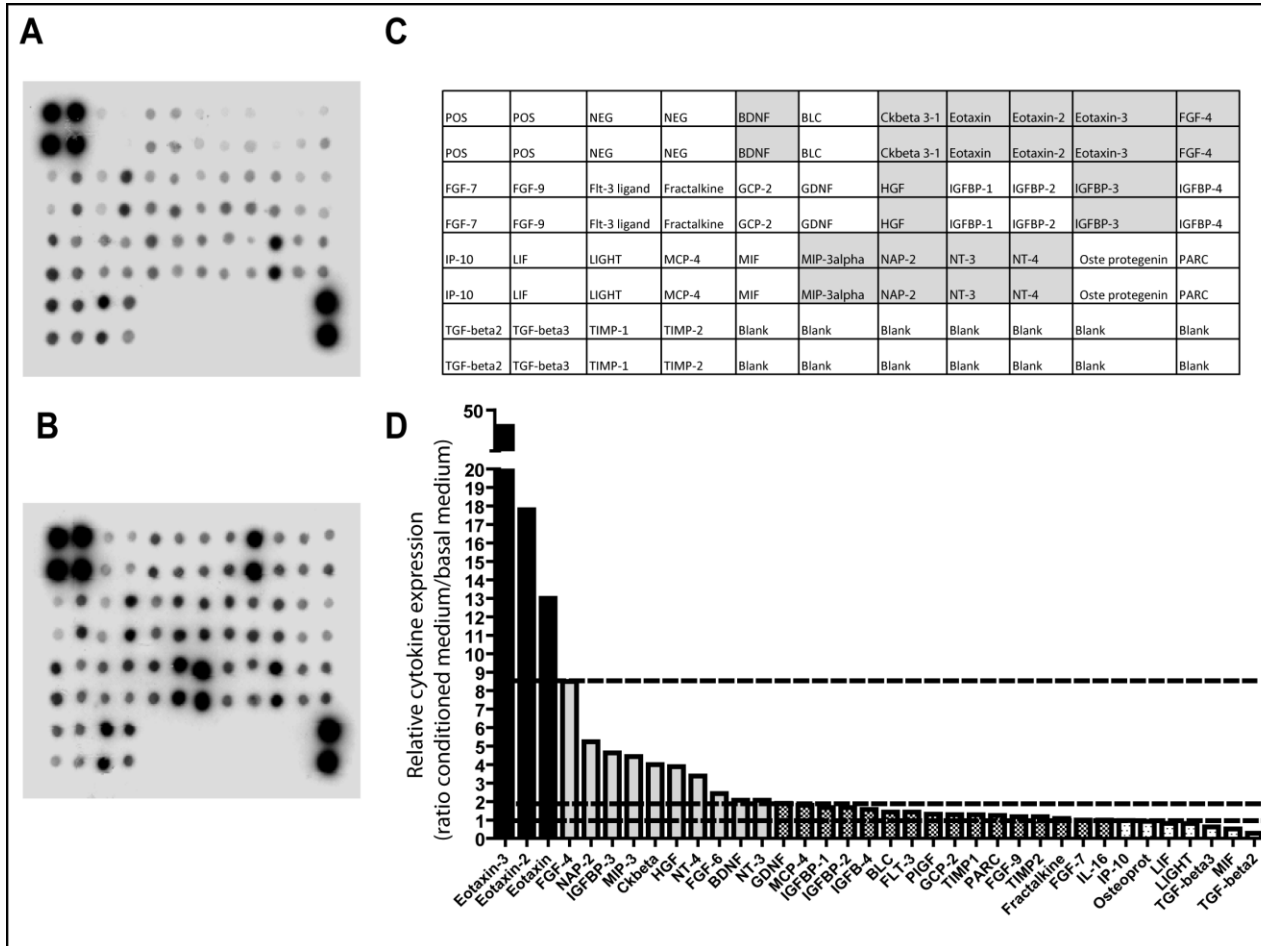 A
C
POS POS NEG NEG BDNF BLC Ckbeta 3-1 Eotaxin Eotaxin-2 Eotaxin-3 FGF-4
POS POS NEG NEG BDNF BLC Ckbeta 3-1 Eotaxin Eotaxin-2 Eotaxin-3 FGF-4
FGF-7 FGF-9 Flt-3 ligand Fractalkine GCP-2 GDNF HGF IGFBP-1 IGFBP-2 IGFBP-3 IGFBP-4
FGF-7 FGF-9 Flt-3 ligand Fractalkine GCP-2 GDNF HGF IGFBP-1 IGFBP-2 IGFBP-3 IGFBP-4
IP-10 LIF LIGHT MCP-4 MIF MIP-3alpha NAP-2 NT-3 NT-4 Oste protegenin PARC
IP-10 LIF LIGHT MCP-4 MIF MIP-3alpha NAP-2 NT-3 NT-4 Oste protegenin PARC
TGF-beta2 TGF-beta3 TIMP-1 TIMP-2 Blank Blank Blank Blank Blank Blank Blank
TGF-beta2 TGF-beta3 TIMP-1 TIMP-2 Blank Blank Blank Blank Blank Blank Blank
B
D
Relative cytokine expression
(ratio conditioned medium/basal medium)
50
20
19
18
17
16
15
14
13
12
11
10
9
8
7
6
5
4
3
2
1
0
Eotaxin-3
Eotaxin-2
Eotaxin
FGF-4
NAP-2
IGFBP-3
MIP-3
Ckbeta
HGF
NT-4
FGF-6
BDNF
NT-3
GDNF
MCP-4
IGFBP-1
IGFBP-2
IGFB-4
BLC
FLT-3
PIGF
GCP-2
TIMP1
PARC
FGF-9
TIMP2
Fractalkine
FGF-7
IL-16
IP-10
Osteoprot
LIF
LIGHT
TGF-beta3
MIF
TGF-beta2